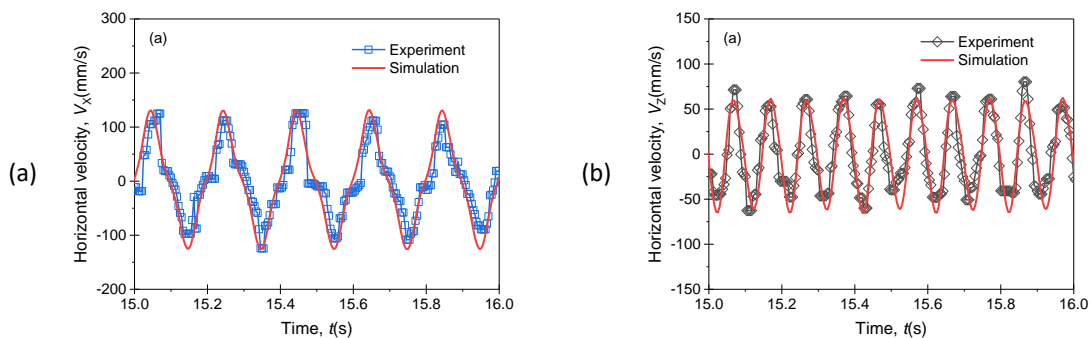 (a)
Horizontal velocity, Vx(mm/s)
300
200
100
0
-100
-200
(a)
Experiment
Simulation
15.0 15.2 15.4 15.6 15.8 16.0
Time, t(s)
(b)
Horizontal velocity, Vz(mm/s)
150
100
50
0
-50
-100
-150
(a)
Experiment
Simulation
15.0 15.2 15.4 15.6 15.8 16.0
Time, t(s)